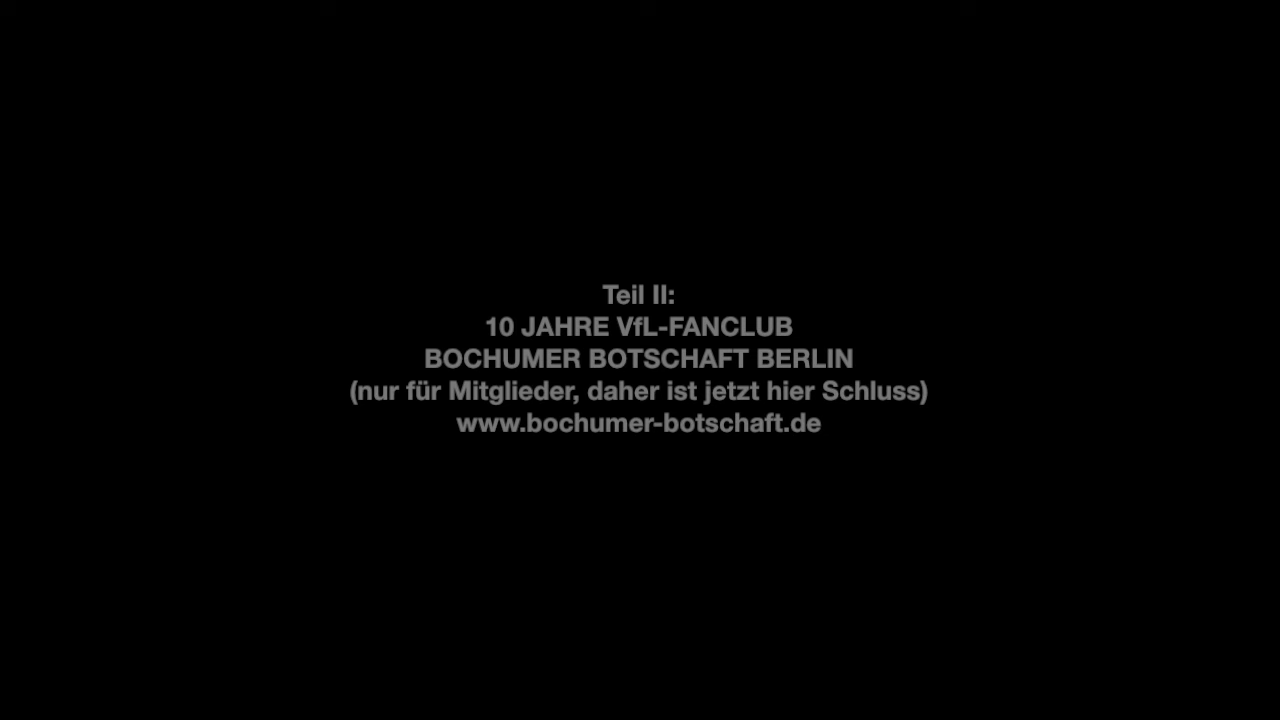 Teil II:
10 JAHRE VfL-FANCLUB
BOCHUMER BOTSCHAFT BERLIN
(nur für Mitglieder, daher ist jetzt hier Schluss)
www.bochumer-botschaft.de